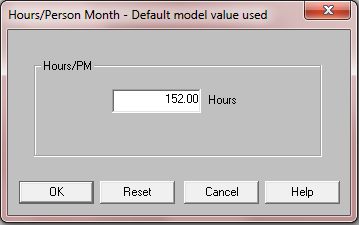 Hours/Person Month - Default model value used
Hours/PM
152.00 Hours
OK Reset Cancel Help